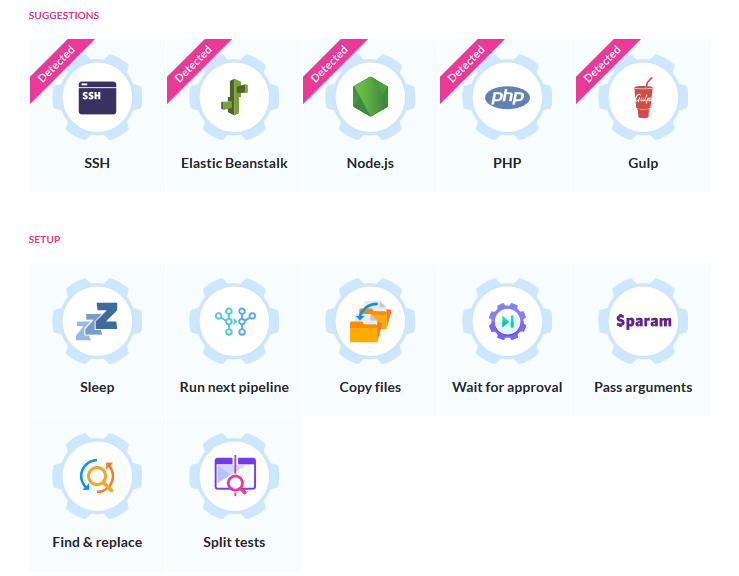 SUGGESTIONS
Detected Detected Detected Detected Detected
SSH php Gulp
SSH Elastic Beanstalk Node.js PHP Gulp
SETUP
Z Z Z $param
Sleep Run next pipeline Copy files Wait for approval Pass arguments
Find & replace Split tests